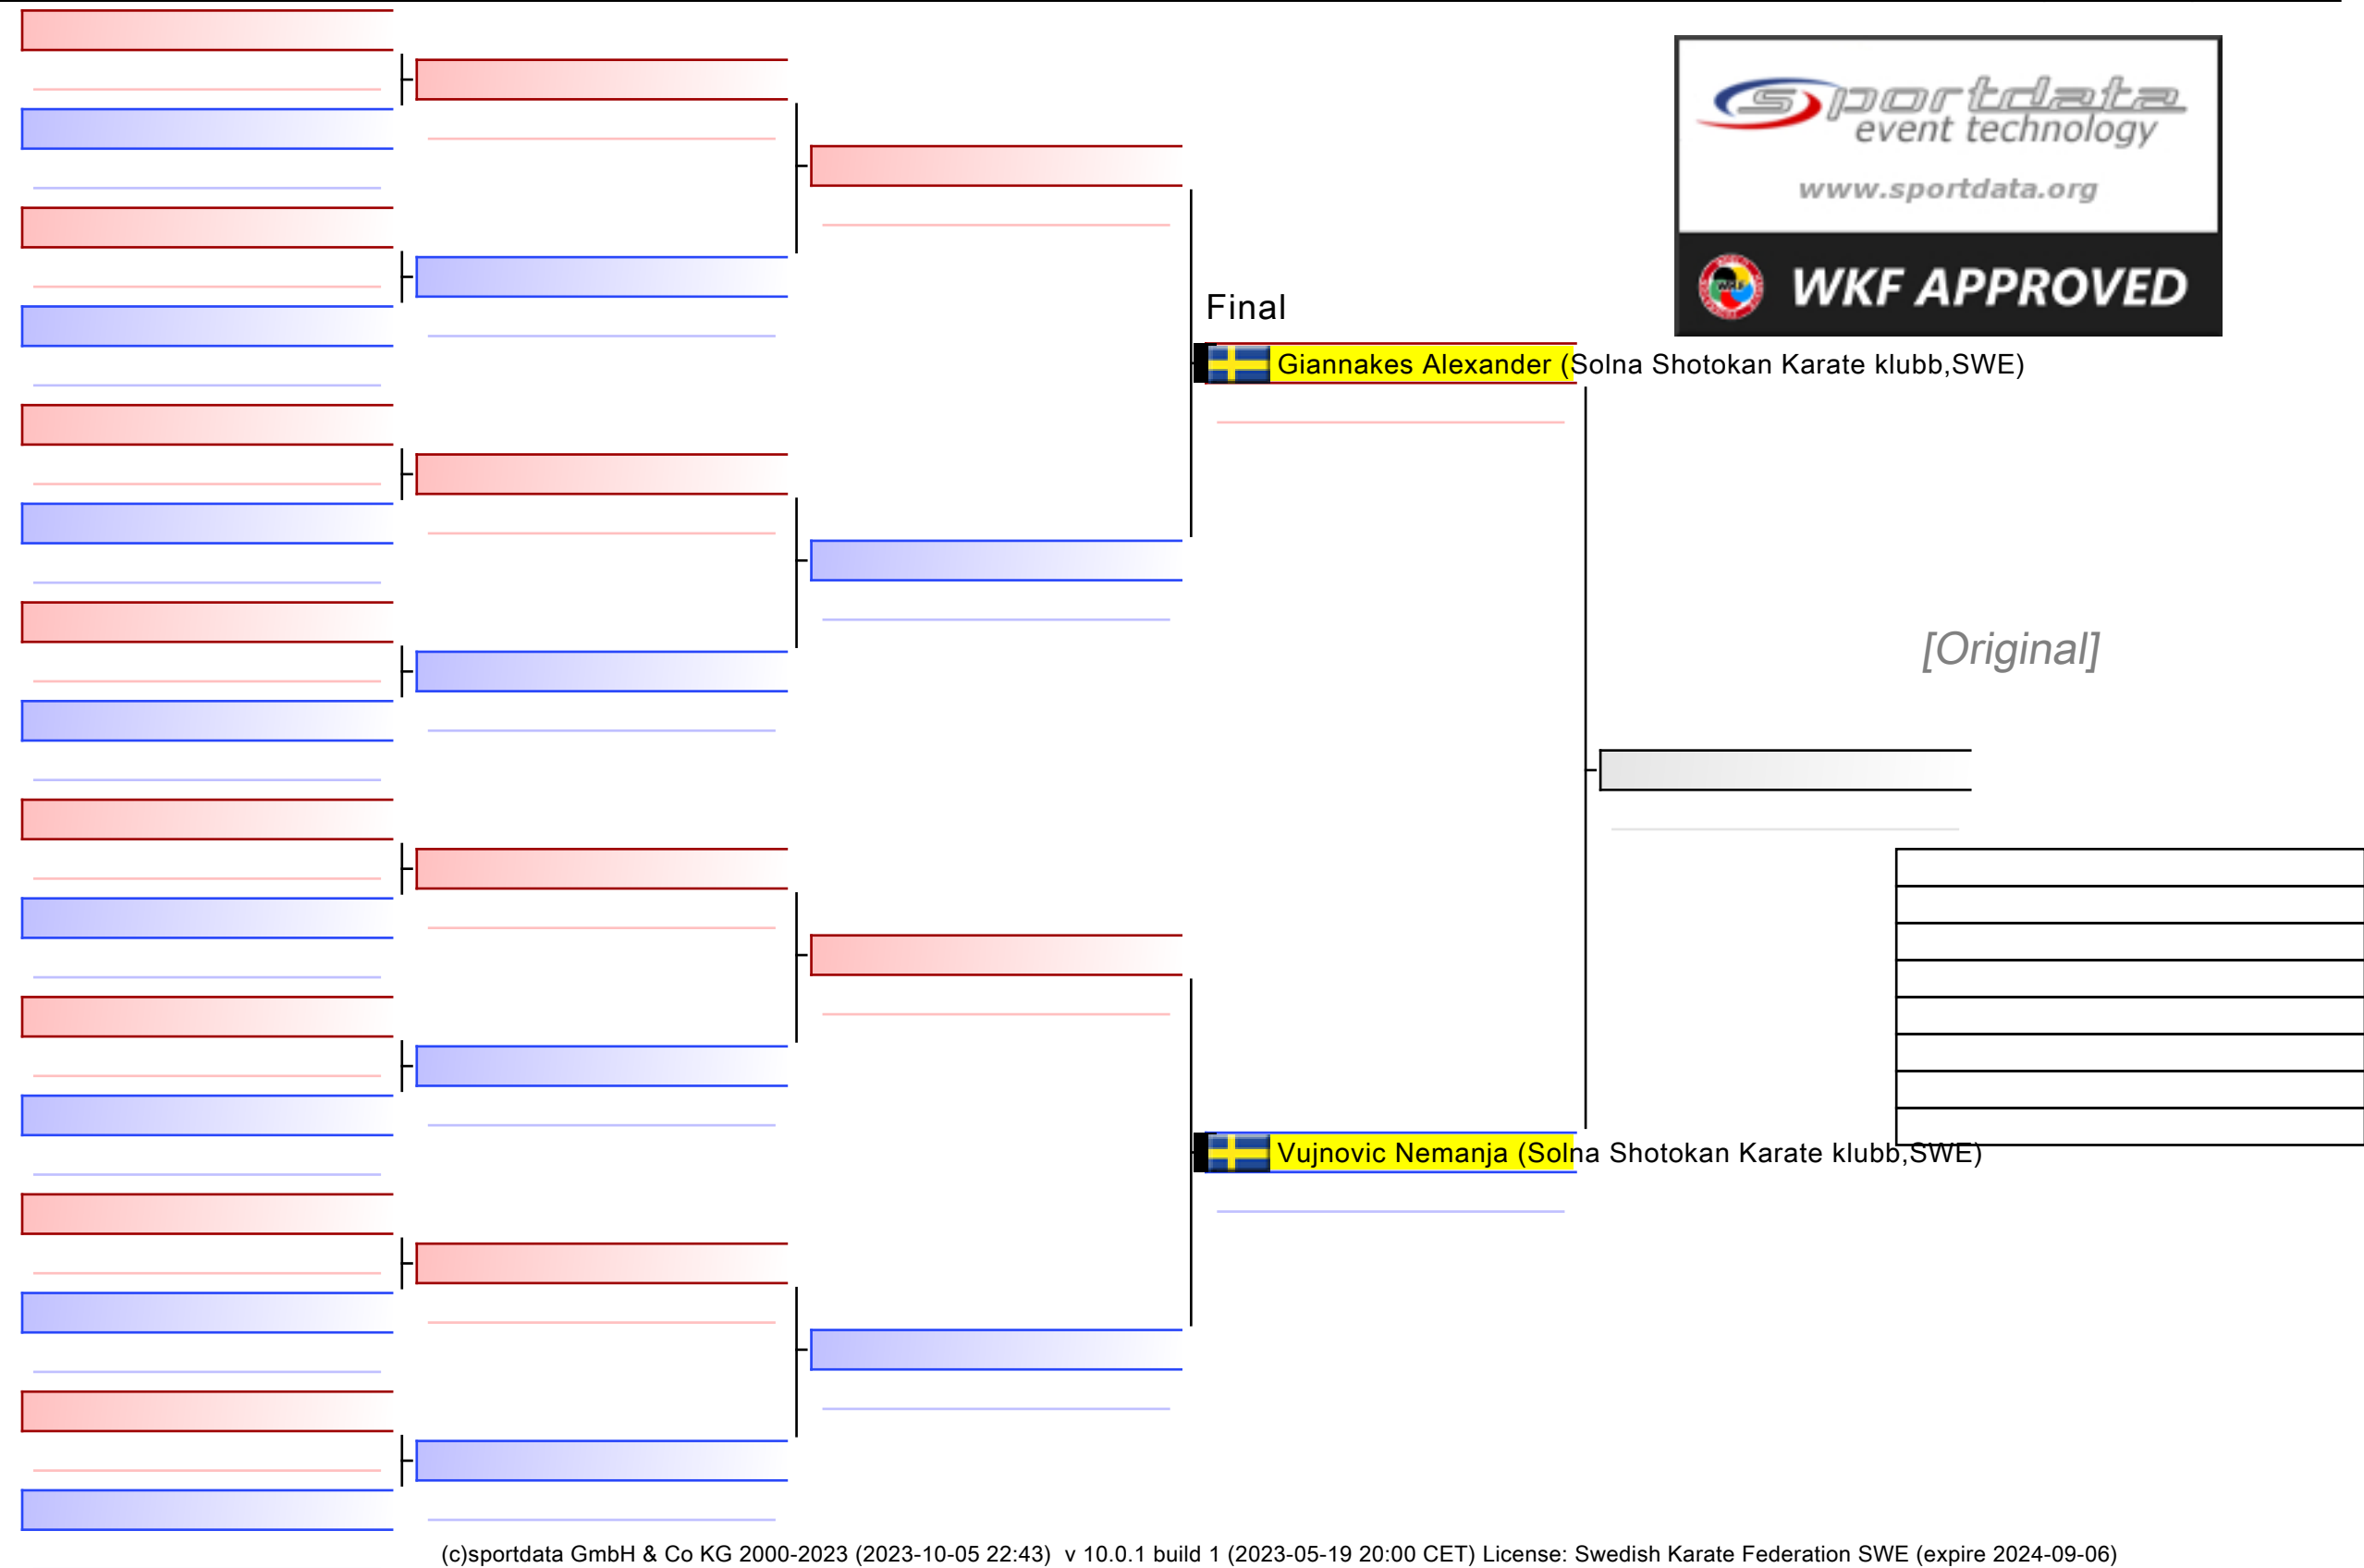 sportdata
event technology
www.sportdata.org
WKF APPROVED
Final
Giannakes Alexander (Solna Shotokan Karate klubb,SWE)
[Original]
Vujnovic Nemanja (Solna Shotokan Karate klubb,SWE)
(c)sportdata GmbH & Co KG 2000-2023 (2023-10-05 22:43)  v 10.0.1 build 1 (2023-05-19 20:00 CET) License: Swedish Karate Federation SWE (expire 2024-09-06)